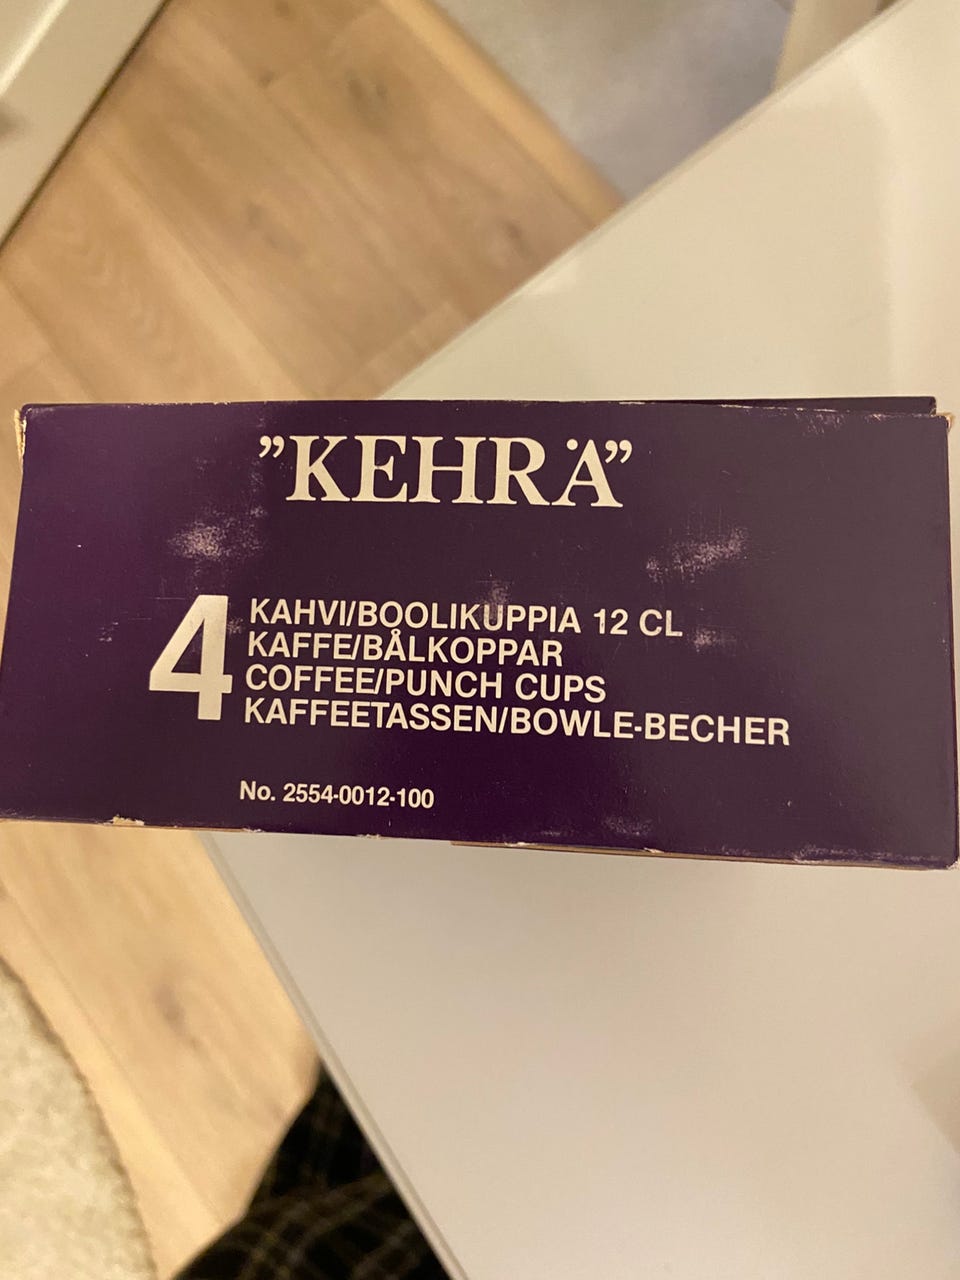 ”KEHRÄ”
4 KAHVI/BOOLIKUPPIA 12 CL
KAFFE/BÅLKOPPAR
COFFEE/PUNCH CUPS
KAFFEETASSEN/BOWLE-BECHER
No. 2554-0012-100